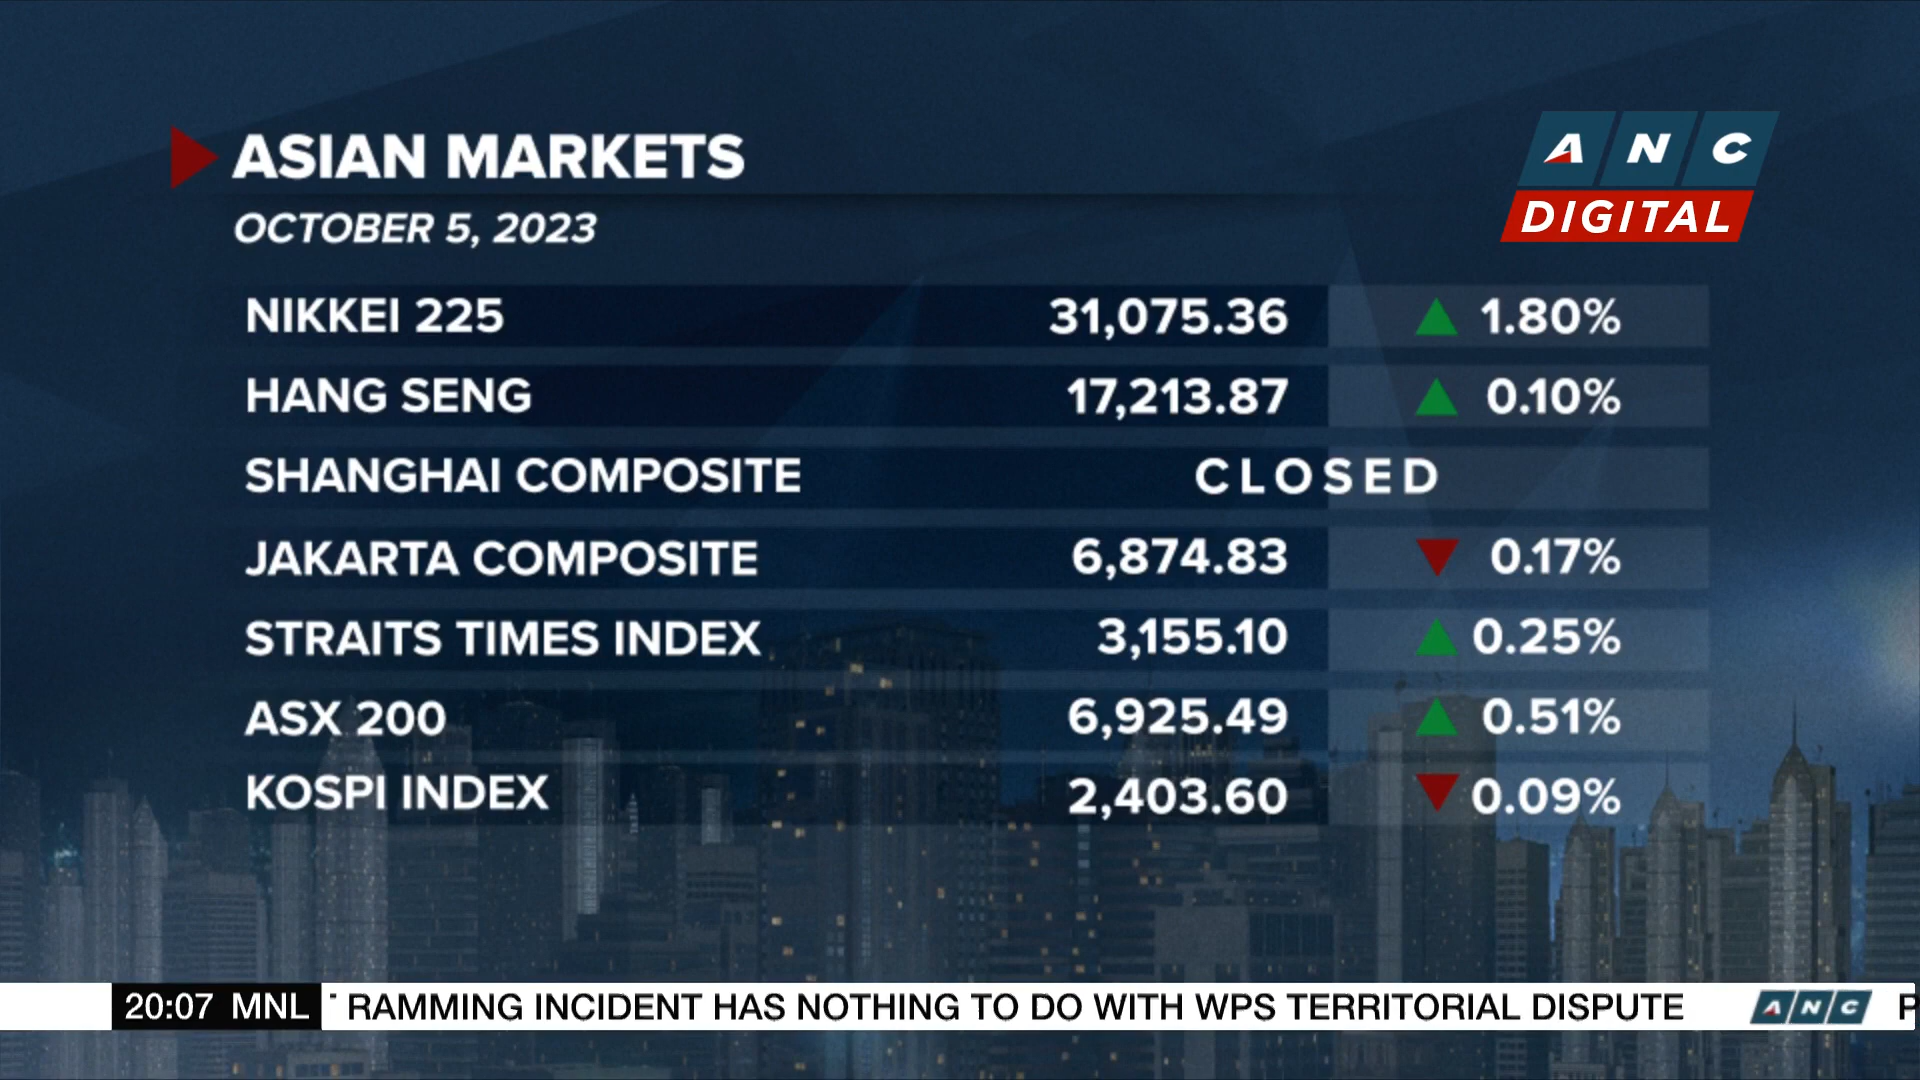 ASIAN MARKETS
OCTOBER 5, 2023
ANC
DIGITAL
NIKKEI 225 31,075.36 1.80%
HANG SENG 17,213.87 0.10%
SHANGHAI COMPOSITE CLOSED
JAKARTA COMPOSITE 6,874.83 0.17%
STRAITS TIMES INDEX 3,155.10 0.25%
ASX 200 6,925.49 0.51%
KOSPI INDEX 2,403.60 0.09%
20:07 MNL RAMMING INCIDENT HAS NOTHING TO DO WITH WPS TERRITORIAL DISPUTE ANC